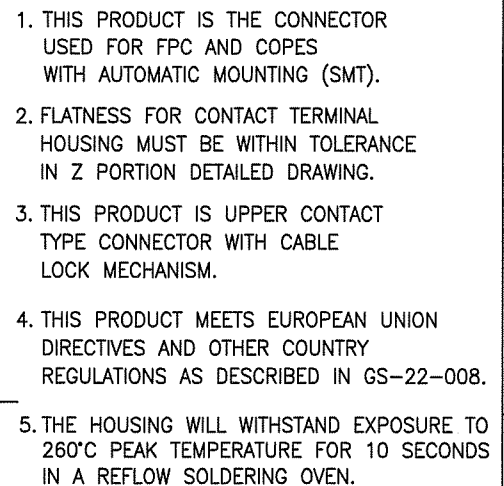 1. THIS PRODUCT IS THE CONNECTOR
USED FOR FPC AND COPES
WITH AUTOMATIC MOUNTING (SMT).
2. FLATNESS FOR CONTACT TERMINAL
HOUSING MUST BE WITHIN TOLERANCE
IN Z PORTION DETAILED DRAWING.
3. THIS PRODUCT IS UPPER CONTACT
TYPE CONNECTOR WITH CABLE
LOCK MECHANISM.
4. THIS PRODUCT MEETS EUROPEAN UNION
DIRECTIVES AND OTHER COUNTRY
REGULATIONS AS DESCRIBED IN GS-22-008.
5. THE HOUSING WILL WITHSTAND EXPOSURE TO
260°C PEAK TEMPERATURE FOR 10 SECONDS
IN A REFLOW SOLDERING OVEN.